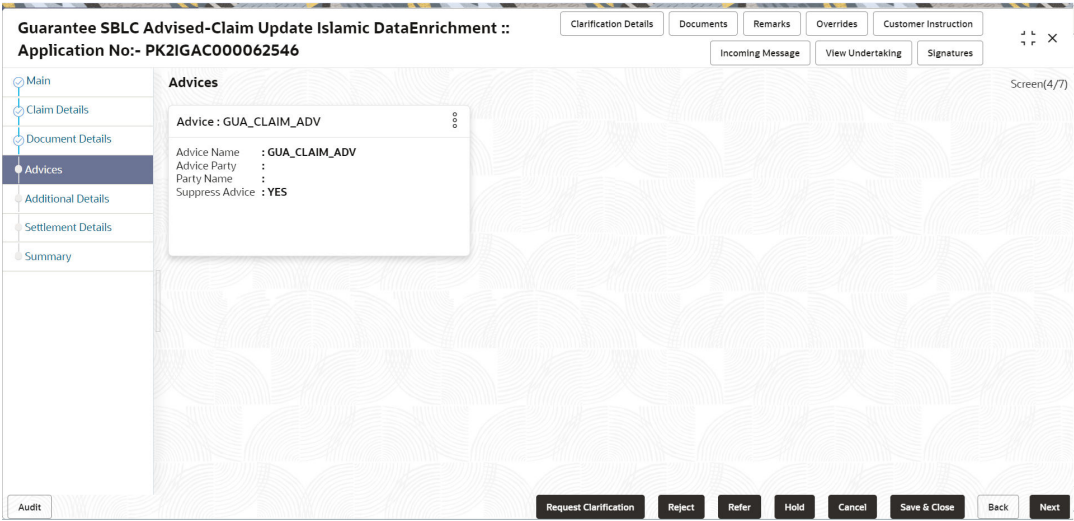 Guarantee SBLC Advised-Claim Update Islamic DataEnrichment ::
Application No:- PK2IGAC000062546
Clarification Details
Documents
Remarks
Overrides
Customer Instruction
Incoming Message
View Undertaking
Signatures
Main
Claim Details
Document Details
Advices
Additional Details
Settlement Details
Summary
Advices
Screen(4/7)
Advice : GUA_CLAIM_ADV
Advice Name : GUA_CLAIM_ADV
Advice Party :
Party Name :
Suppress Advice : YES
Audit
Request Clarification
Reject
Refer
Hold
Cancel
Save & Close
Back
Next